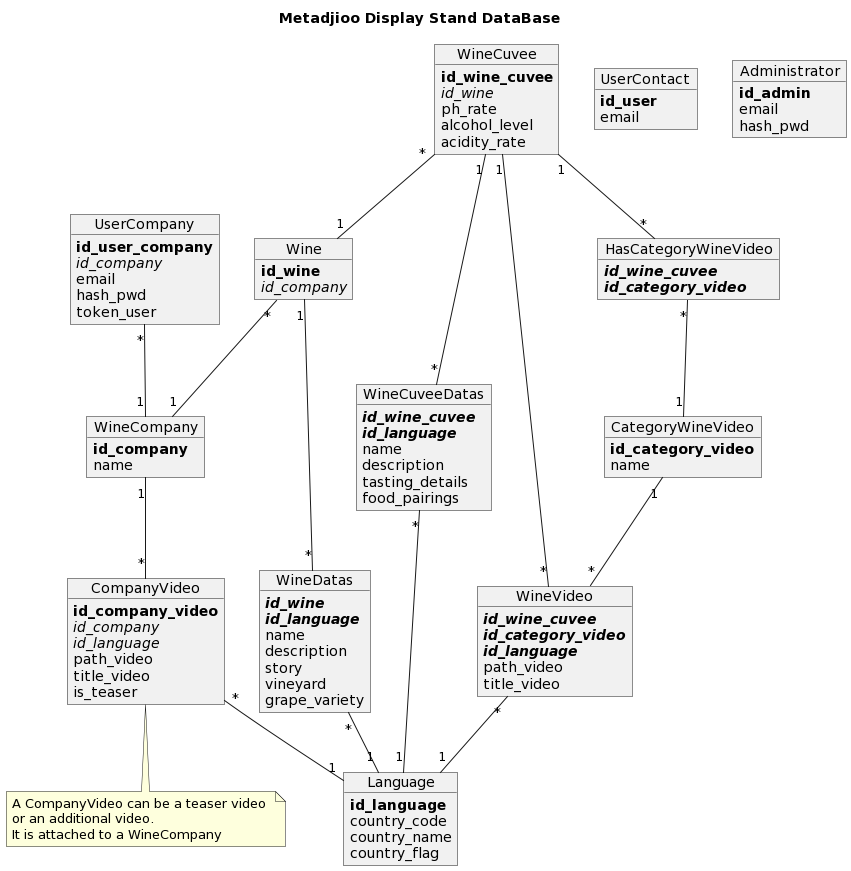 Metadjioo Display Stand DataBase
WineCuvee
id_wine_cuvee
id_wine
ph_rate
alcohol_level
acidity_rate
UserContact
id_user
email
Administrator
id_admin
email
hash_pwd
* 1 1 1
1 *
UserCompany
id_user_company
id_company
email
hash_pwd
token_user
Wine
id_wine
id_company
HasCategoryWineVideo
id_wine_cuvee
id_category_video
* 1 *
* *
1 1 1
WineCuveeDatas
id_wine_cuvee
id_language
name
description
tasting_details
food_pairings
WineCompany
id_company
name
CategoryWineVideo
id_category_video
name
1 1
*
* * * *
CompanyVideo
id_company_video
id_company
id_language
path_video
title_video
is_teaser
WineDatas
id_wine
id_language
name
description
story
vineyard
grape_variety
WineVideo
id_wine_cuvee
id_category_video
id_language
path_video
title_video
* * *
1 1 1 1
Language
id_language
country_code
country_name
country_flag
A CompanyVideo can be a teaser video
or an additional video.
It is attached to a WineCompany